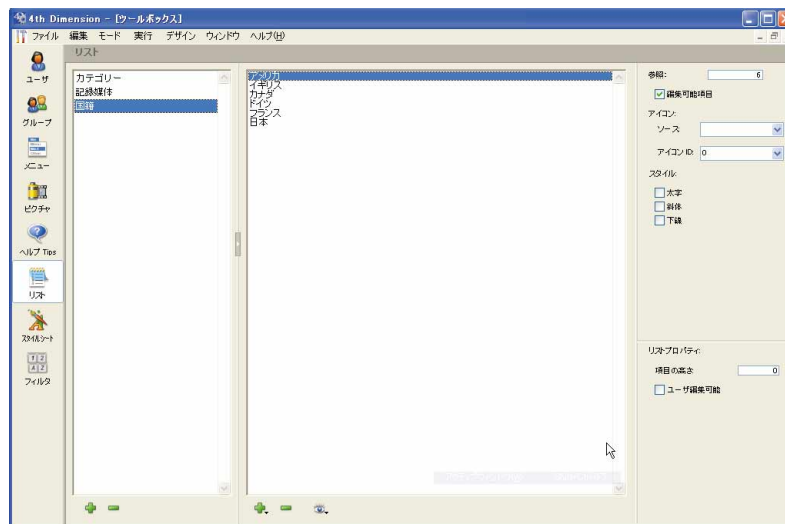 4th Dimension - [ツールボックス]
ファイル 編集 モード 実行 デザイン ウィンドウ ヘルプ(H)
リスト
ユーザ
グループ
メニュー
ピクチャ
ヘルプ Tips
リスト
スタイルシート
フィルタ
カテゴリー
記録媒体
国籍
アメリカ
イギリス
カナダ
ドイツ
フランス
日本
参照: 6
編集可能項目
アイコン:
ソース:
アイコン ID: 0
スタイル:
太字
斜体
下線
リストプロパティ:
項目の高さ: 0
ユーザ編集可能